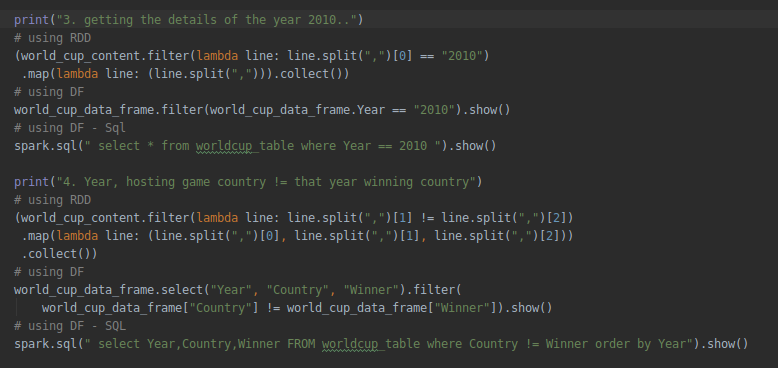 print("3. getting the details of the year 2010..")
# using RDD
(world_cup_content.filter(lambda line: line.split(",")[0] == "2010")
 .map(lambda line: (line.split(","))).collect())
# using DF
world_cup_data_frame.filter(world_cup_data_frame.Year == "2010").show()
# using DF - Sql
spark.sql(" select * from worldcup_table where Year == 2010 ").show()

print("4. Year, hosting game country != that year winning country")
# using RDD
(world_cup_content.filter(lambda line: line.split(",")[1] != line.split(",")[2])
 .map(lambda line: (line.split(",")[0], line.split(",")[1], line.split(",")[2]))
 .collect())
# using DF
world_cup_data_frame.select("Year", "Country", "Winner").filter(
    world_cup_data_frame["Country"] != world_cup_data_frame["Winner"]).show()
# using DF - SQL
spark.sql(" select Year,Country,Winner FROM worldcup_table where Country != Winner order by Year").show()